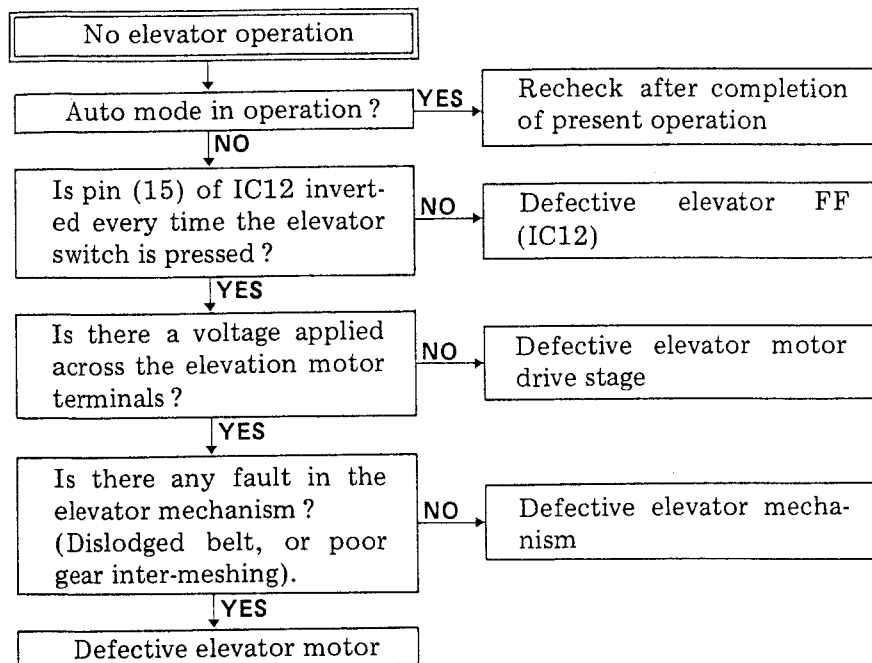 No elevator operation
Auto mode in operation ?
YES
Recheck after completion
of present operation
NO
Is pin (15) of IC12 invert-
ed every time the elevator
switch is pressed ?
NO
Defective elevator FF
(IC12)
YES
Is there a voltage applied
across the elevation motor
terminals ?
NO
Defective elevator motor
drive stage
YES
Is there any fault in the
elevator mechanism ?
(Dislodged belt, or poor
gear inter-meshing).
NO
Defective elevator mecha-
nism
YES
Defective elevator motor